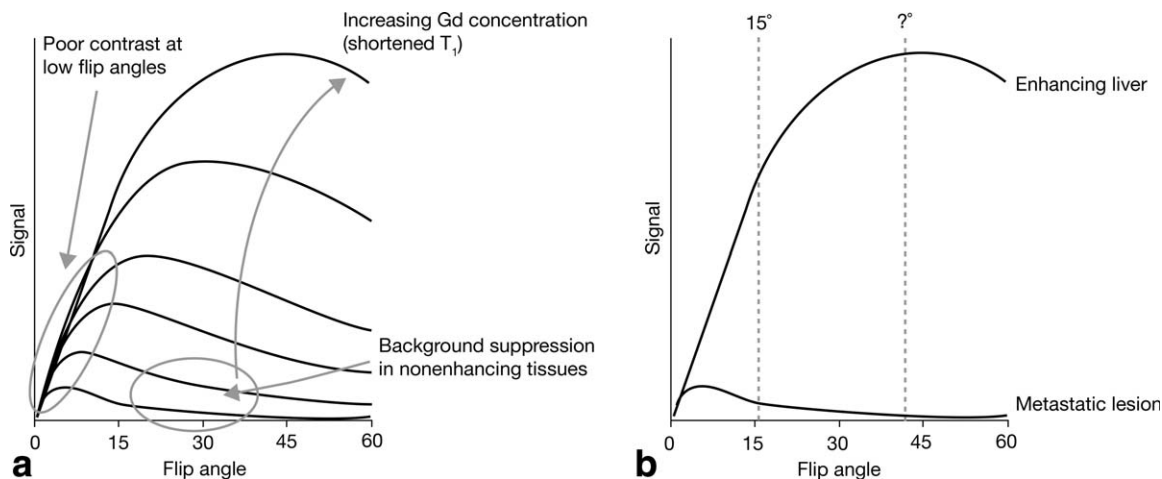 Poor contrast at
low flip angles
Increasing Gd concentration
(shortened T1)
Signal
Background suppression
in nonenhancing tissues
0 15 30 45 60
Flip angle
a
15° ?°
Enhancing liver
Signal
Metastatic lesion
0 15 30 45 60
Flip angle
b